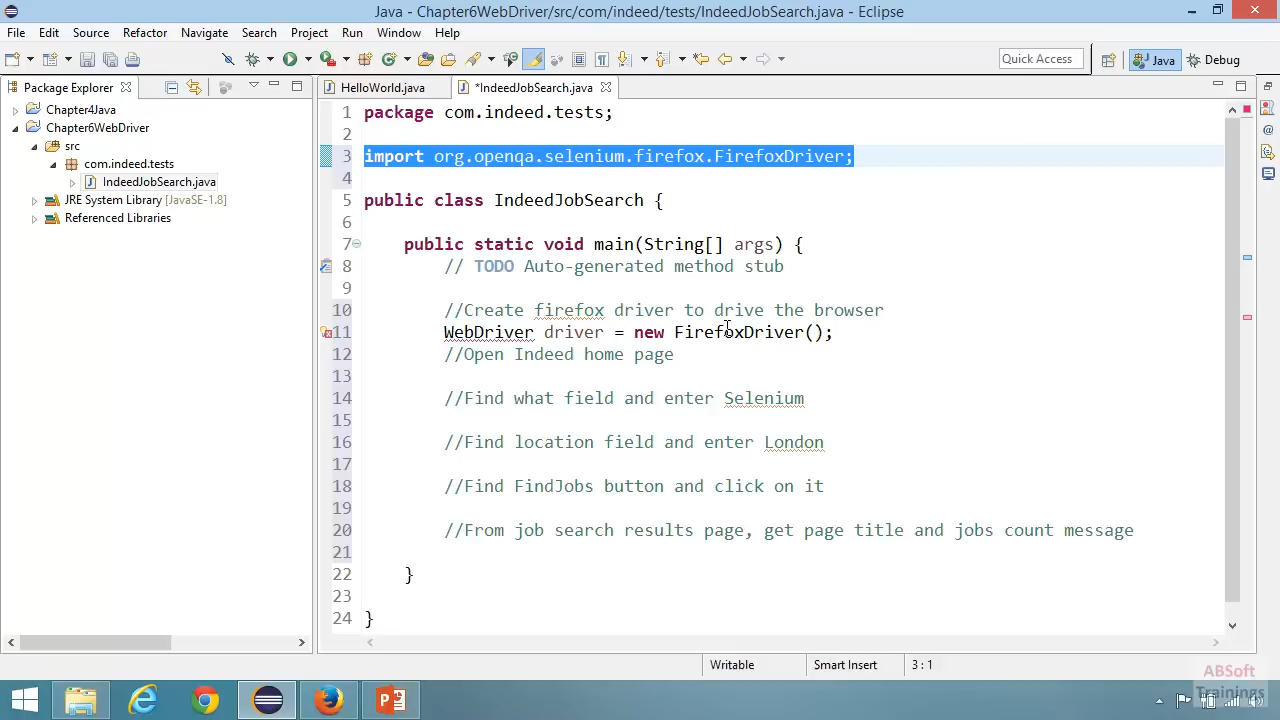 Java - Chapter6WebDriver/src/com/indeed/tests/IndeedJobSearch.java - Eclipse
File Edit Source Refactor Navigate Search Project Run Window Help
Quick Access Java Debug
Package Explorer
HelloWorld.java *IndeedJobSearch.java
Chapter4Java
Chapter6WebDriver
src
com.indeed.tests
IndeedJobSearch.java
JRE System Library [JavaSE-1.8]
Referenced Libraries
1 package com.indeed.tests;
2
3 import org.openqa.selenium.firefox.FirefoxDriver;
4
5 public class IndeedJobSearch {
6
7 public static void main(String[] args) {
8 // TODO Auto-generated method stub
9
10 //Create firefox driver to drive the browser
11 WebDriver driver = new FirefoxDriver();
12 //Open Indeed home page
13
14 //Find what field and enter Selenium
15
16 //Find location field and enter London
17
18 //Find FindJobs button and click on it
19
20 //From job search results page, get page title and jobs count message
21
22 }
23
24 }
Writable Smart Insert 3 : 1
ABSoft
Trainings